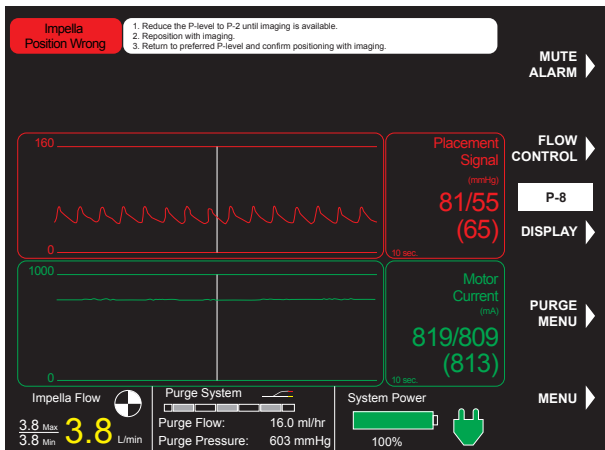 Impella
Position Wrong
1. Reduce the P-level to P-2 until imaging is available.
2. Reposition with imaging.
3. Return to preferred P-level and confirm positioning with imaging.
MUTE
ALARM
160
0
Placement
Signal
(mmHg)
81/55
(65)
10 sec.
FLOW
CONTROL
P-8
DISPLAY
1000
0
Motor
Current
(mA)
819/809
(813)
10 sec.
PURGE
MENU
Impella Flow
3.8 Max
3.8 Min
3.8 L/min
Purge System
Purge Flow: 16.0 ml/hr
Purge Pressure: 603 mmHg
System Power
100%
MENU